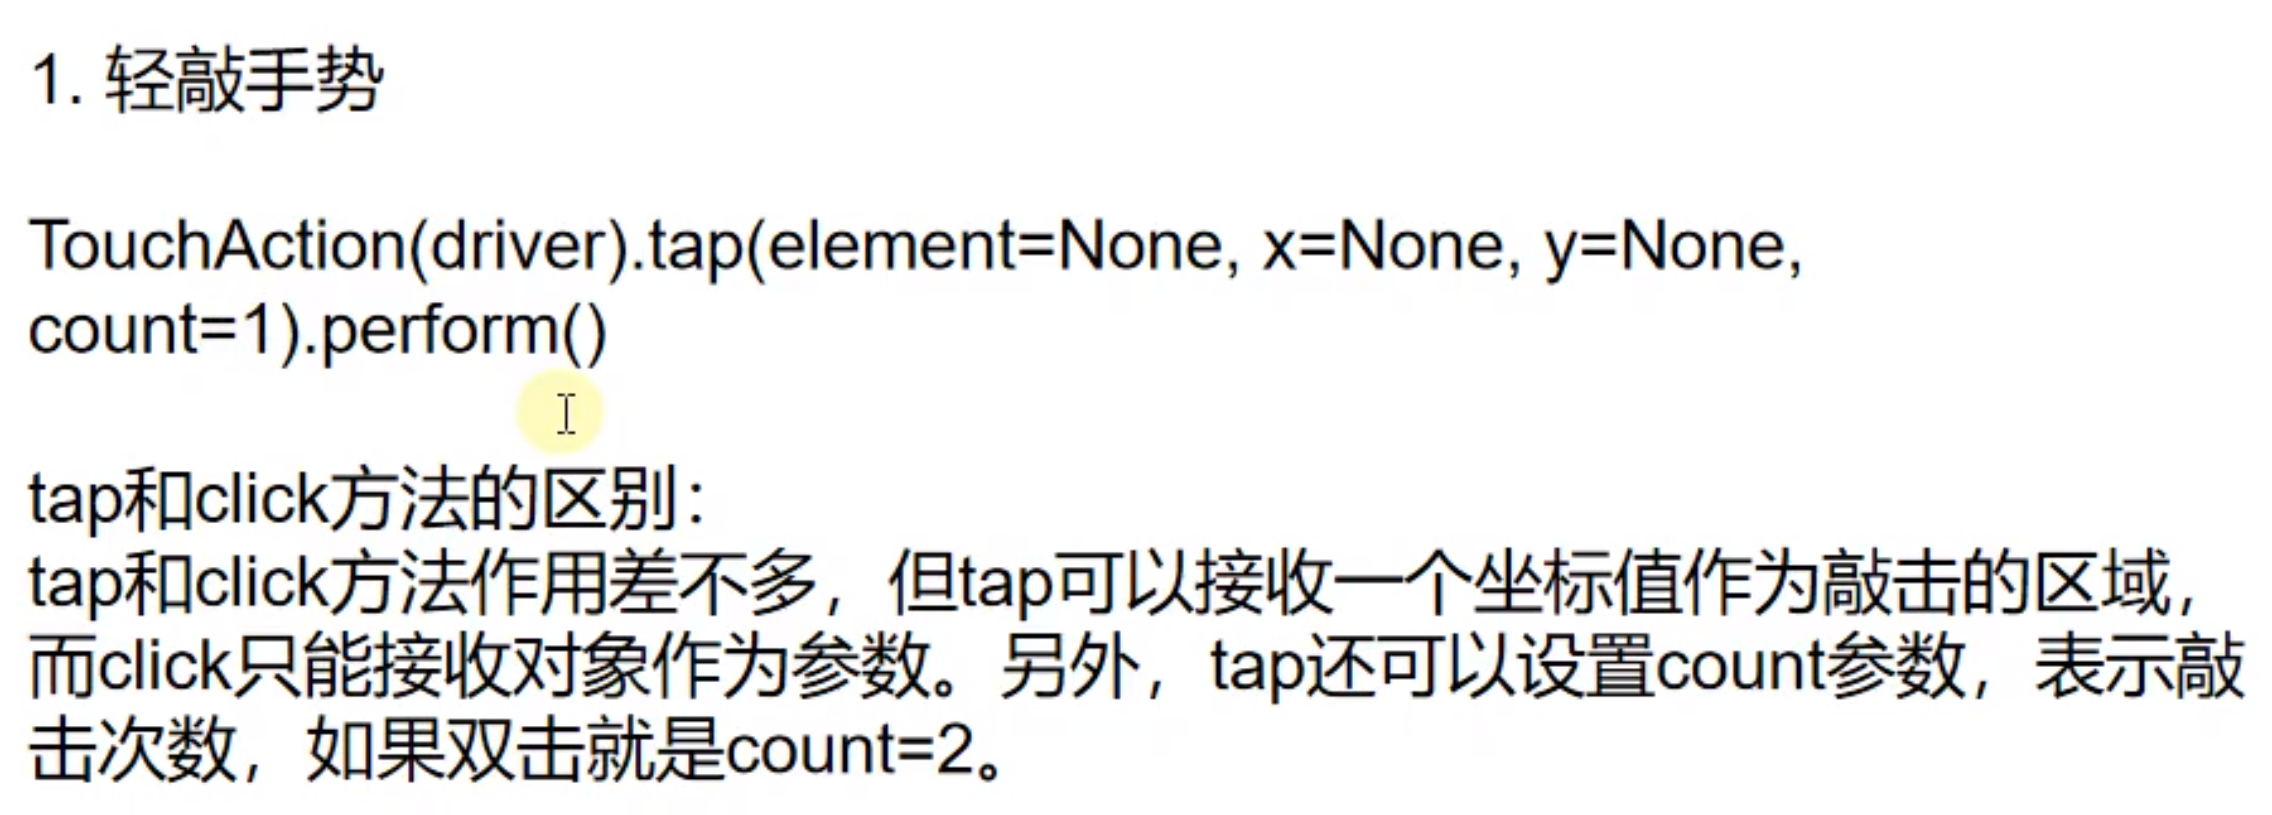 1. 轻敲手势
TouchAction(driver).tap(element=None, x=None, y=None,
count=1).perform()
tap和click方法的区别：
tap和click方法作用差不多，但tap可以接收一个坐标值作为敲击的区域，
而click只能接收对象作为参数。另外，tap还可以设置count参数，表示敲
击次数，如果双击就是count=2。